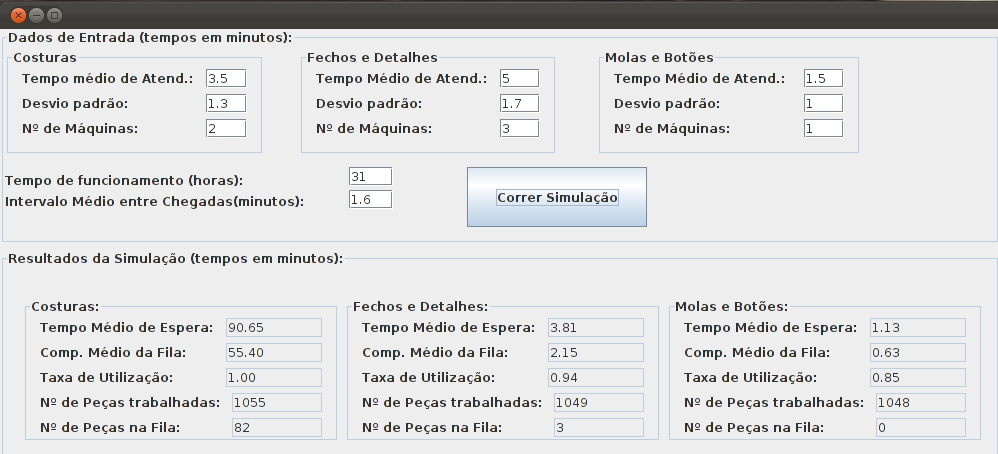 Dados de Entrada (tempos em minutos):
Costuras
Tempo médio de Atend.: 3.5
Desvio padrão: 1.3
Nº de Máquinas: 2
Fechos e Detalhes
Tempo Médio de Atend.: 5
Desvio padrão: 1.7
Nº de Máquinas: 3
Molas e Botões
Tempo Médio de Atend.: 1.5
Desvio padrão: 1
Nº de Máquinas: 1
Tempo de funcionamento (horas): 31
Intervalo Médio entre Chegadas(minutos): 1.6
Correr Simulação
Resultados da Simulação (tempos em minutos):
Costuras:
Tempo Médio de Espera: 90.65
Comp. Médio da Fila: 55.40
Taxa de Utilização: 1.00
Nº de Peças trabalhadas: 1055
Nº de Peças na Fila: 82
Fechos e Detalhes:
Tempo Médio de Espera: 3.81
Comp. Médio da Fila: 2.15
Taxa de Utilização: 0.94
Nº de Peças trabalhadas: 1049
Nº de Peças na Fila: 3
Molas e Botões:
Tempo Médio de Espera: 1.13
Comp. Médio da Fila: 0.63
Taxa de Utilização: 0.85
Nº de Peças trabalhadas: 1048
Nº de Peças na Fila: 0